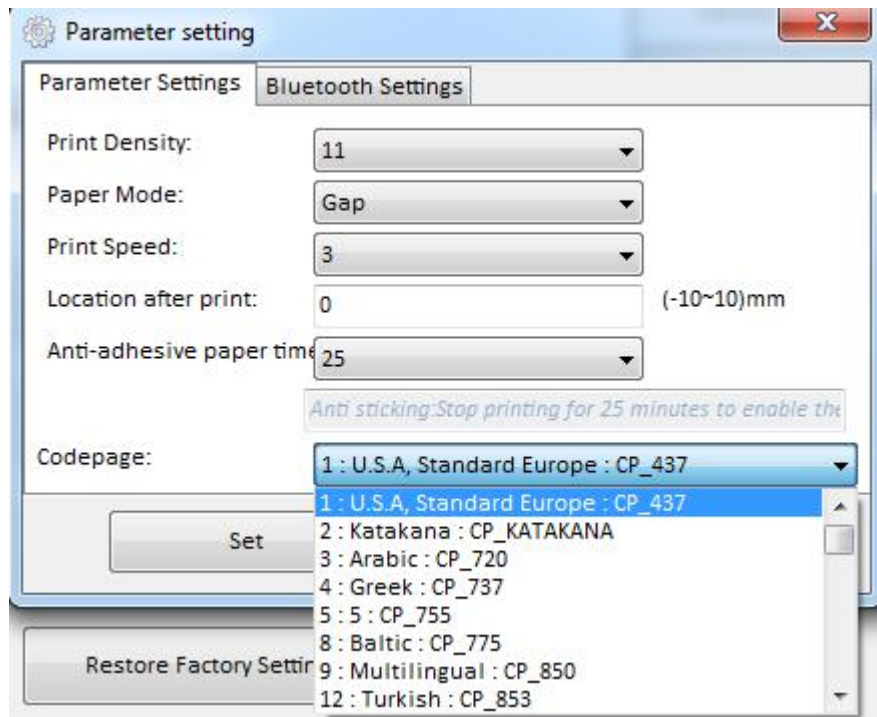 Parameter setting
Parameter Settings
Bluetooth Settings
Print Density:
11
Paper Mode:
Gap
Print Speed:
3
Location after print:
0
(-10~10)mm
Anti-adhesive paper time
25
Anti sticking:Stop printing for 25 minutes to enable the
Codepage:
1 : U.S.A, Standard Europe : CP_437
1 : U.S.A, Standard Europe : CP_437
2 : Katakana : CP_KATAKANA
3 : Arabic : CP_720
4 : Greek : CP_737
5 : 5 : CP_755
8 : Baltic : CP_775
9 : Multilingual : CP_850
12 : Turkish : CP_853
Set
Restore Factory Settin